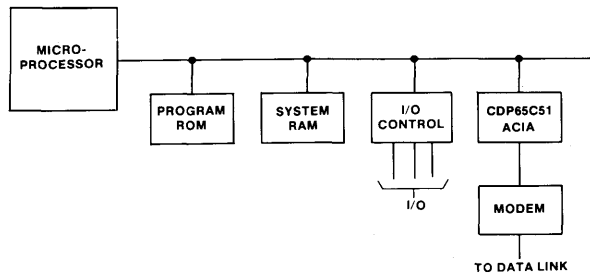 MICRO-
PROCESSOR
PROGRAM
ROM
SYSTEM
RAM
I/O
CONTROL
CDP65C51
ACIA
I/O
MODEM
TO DATA LINK